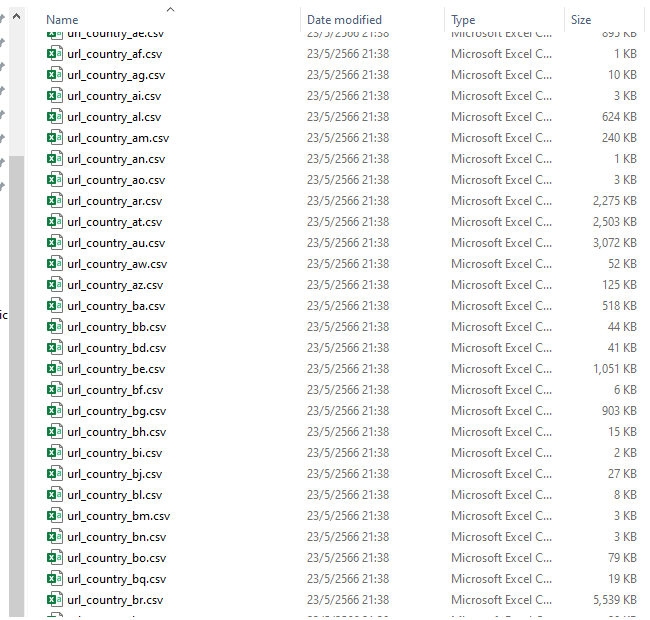 Name Date modified Type Size
url_country_ae.csv 23/5/2566 21:38 Microsoft Excel C... 895 KB
url_country_af.csv 23/5/2566 21:38 Microsoft Excel C... 1 KB
url_country_ag.csv 23/5/2566 21:38 Microsoft Excel C... 10 KB
url_country_ai.csv 23/5/2566 21:38 Microsoft Excel C... 3 KB
url_country_al.csv 23/5/2566 21:38 Microsoft Excel C... 624 KB
url_country_am.csv 23/5/2566 21:38 Microsoft Excel C... 240 KB
url_country_an.csv 23/5/2566 21:38 Microsoft Excel C... 1 KB
url_country_ao.csv 23/5/2566 21:38 Microsoft Excel C... 3 KB
url_country_ar.csv 23/5/2566 21:38 Microsoft Excel C... 2,275 KB
url_country_at.csv 23/5/2566 21:38 Microsoft Excel C... 2,503 KB
url_country_au.csv 23/5/2566 21:38 Microsoft Excel C... 3,072 KB
url_country_aw.csv 23/5/2566 21:38 Microsoft Excel C... 52 KB
url_country_az.csv 23/5/2566 21:38 Microsoft Excel C... 125 KB
url_country_ba.csv 23/5/2566 21:38 Microsoft Excel C... 518 KB
ic
url_country_bb.csv 23/5/2566 21:38 Microsoft Excel C... 44 KB
url_country_bd.csv 23/5/2566 21:38 Microsoft Excel C... 41 KB
url_country_be.csv 23/5/2566 21:38 Microsoft Excel C... 1,051 KB
url_country_bf.csv 23/5/2566 21:38 Microsoft Excel C... 6 KB
url_country_bg.csv 23/5/2566 21:38 Microsoft Excel C... 903 KB
url_country_bh.csv 23/5/2566 21:38 Microsoft Excel C... 15 KB
url_country_bi.csv 23/5/2566 21:38 Microsoft Excel C... 2 KB
url_country_bj.csv 23/5/2566 21:38 Microsoft Excel C... 27 KB
url_country_bl.csv 23/5/2566 21:38 Microsoft Excel C... 8 KB
url_country_bm.csv 23/5/2566 21:38 Microsoft Excel C... 3 KB
url_country_bn.csv 23/5/2566 21:38 Microsoft Excel C... 3 KB
url_country_bo.csv 23/5/2566 21:38 Microsoft Excel C... 79 KB
url_country_bq.csv 23/5/2566 21:38 Microsoft Excel C... 19 KB
url_country_br.csv 23/5/2566 21:38 Microsoft Excel C... 5,539 KB